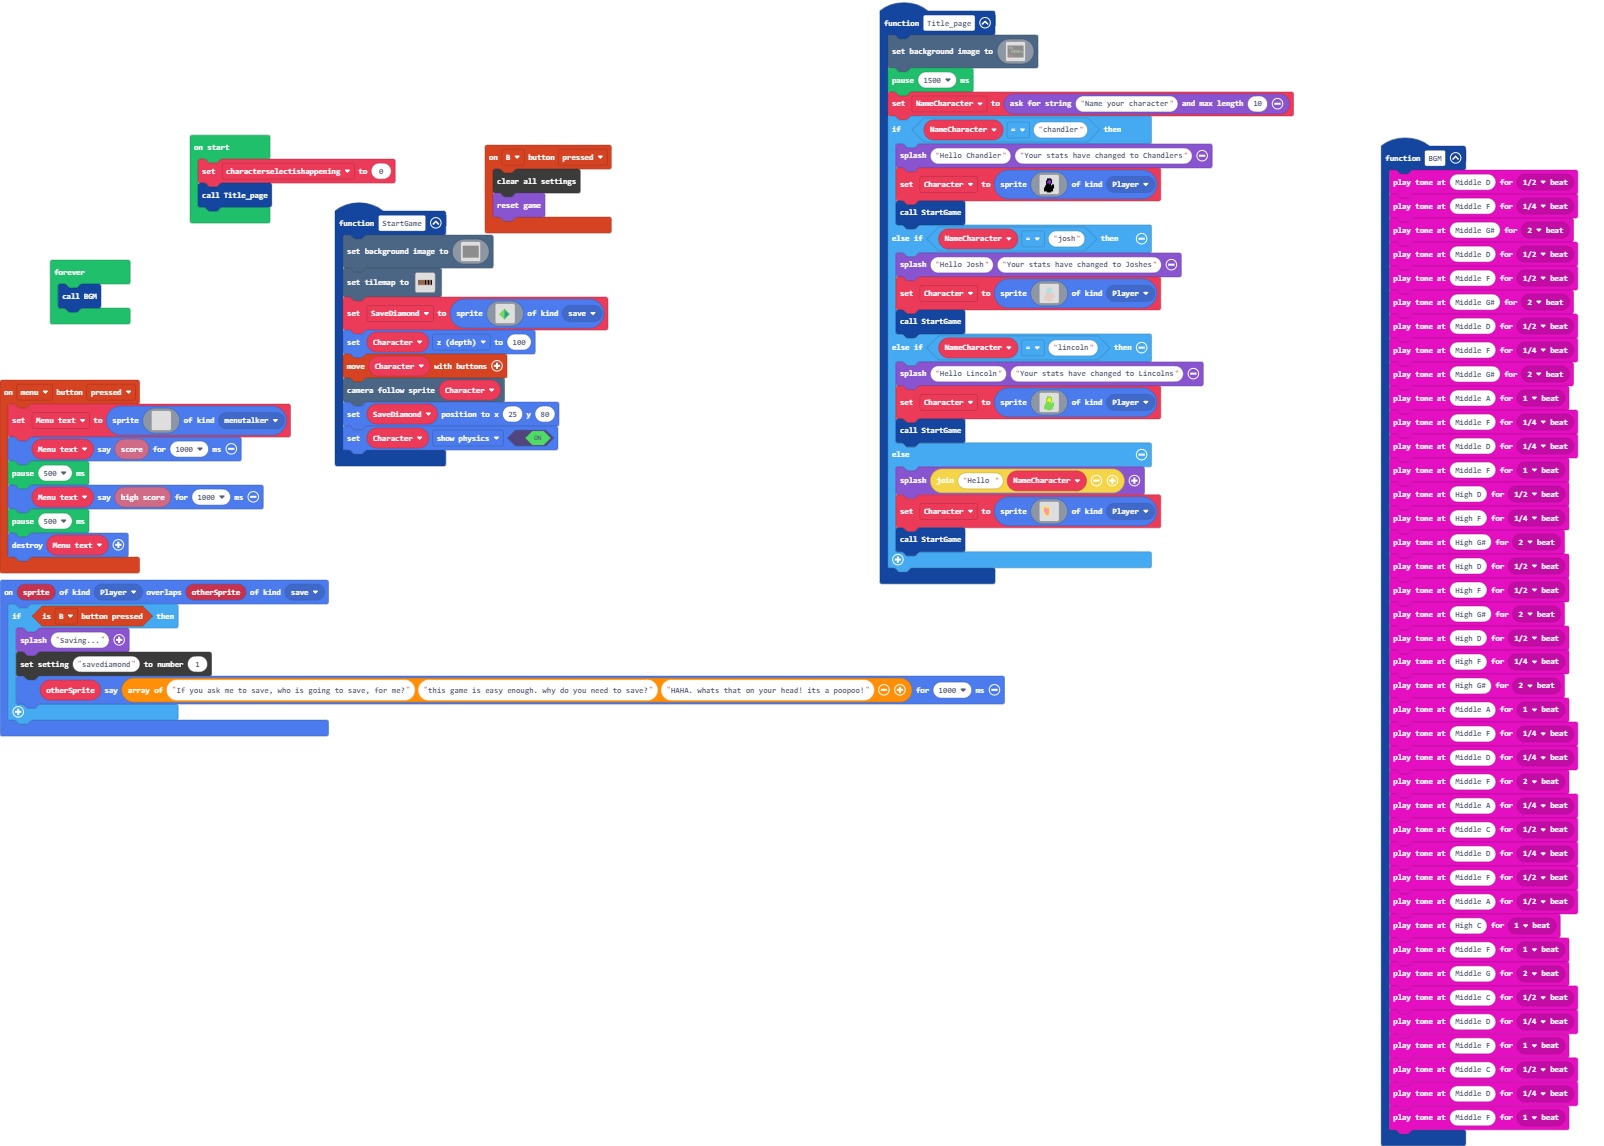 on start
set characterselectishappening to 0
call Title_page
forever
call BGM
on B button pressed
clear all settings
reset game
function StartGame
set background image to
set tilemap to
set SaveDiamond to sprite of kind save
set Character z (depth) to 100
move Character with buttons
camera follow sprite Character
set SaveDiamond position to x 25 y 80
set Character show physics ON
on menu button pressed
set Menu text to sprite of kind menutalker
Menu text say score for 1000 ms
pause 500 ms
Menu text say high score for 1000 ms
pause 500 ms
destroy Menu text
on sprite of kind Player overlaps otherSprite of kind save
if is B button pressed then
splash "Saving..."
set setting "savediamond" to number 1
otherSprite say array of "If you ask me to save, who is going to save, for me?" "this game is easy enough. why do you need to save?" "HAHA. whats that on your head! its a poopoo!" for 1000 ms
function Title_page
set background image to
pause 1500 ms
set NameCharacter to ask for string "Name your character" and max length 10
if NameCharacter = "chandler" then
splash "Hello Chandler" "Your stats have changed to Chandlers"
set Character to sprite of kind Player
call StartGame
else if NameCharacter = "josh" then
splash "Hello Josh" "Your stats have changed to Joshes"
set Character to sprite of kind Player
call StartGame
else if NameCharacter = "lincoln" then
splash "Hello Lincoln" "Your stats have changed to Lincolns"
set Character to sprite of kind Player
call StartGame
else
splash join "Hello " NameCharacter
set Character to sprite of kind Player
call StartGame
function BGM
play tone at Middle D for 1/2 beat
play tone at Middle F for 1/4 beat
play tone at Middle G# for 2 beat
play tone at Middle D for 1/2 beat
play tone at Middle F for 1/2 beat
play tone at Middle G# for 2 beat
play tone at Middle D for 1/2 beat
play tone at Middle F for 1/4 beat
play tone at Middle G# for 2 beat
play tone at Middle A for 1 beat
play tone at Middle F for 1/4 beat
play tone at Middle D for 1/4 beat
play tone at Middle F for 1 beat
play tone at High D for 1/2 beat
play tone at High F for 1/4 beat
play tone at High G# for 2 beat
play tone at High D for 1/2 beat
play tone at High F for 1/2 beat
play tone at High G# for 2 beat
play tone at High D for 1/2 beat
play tone at High F for 1/4 beat
play tone at High G# for 2 beat
play tone at Middle A for 1 beat
play tone at Middle F for 1/4 beat
play tone at Middle D for 1/4 beat
play tone at Middle F for 2 beat
play tone at Middle A for 1/4 beat
play tone at Middle C for 1/2 beat
play tone at Middle D for 1/4 beat
play tone at Middle F for 1/2 beat
play tone at Middle A for 1/2 beat
play tone at High C for 1 beat
play tone at Middle F for 1 beat
play tone at Middle G for 2 beat
play tone at Middle C for 1/2 beat
play tone at Middle D for 1/4 beat
play tone at Middle F for 1 beat
play tone at Middle C for 1/2 beat
play tone at Middle D for 1/4 beat
play tone at Middle F for 1 beat